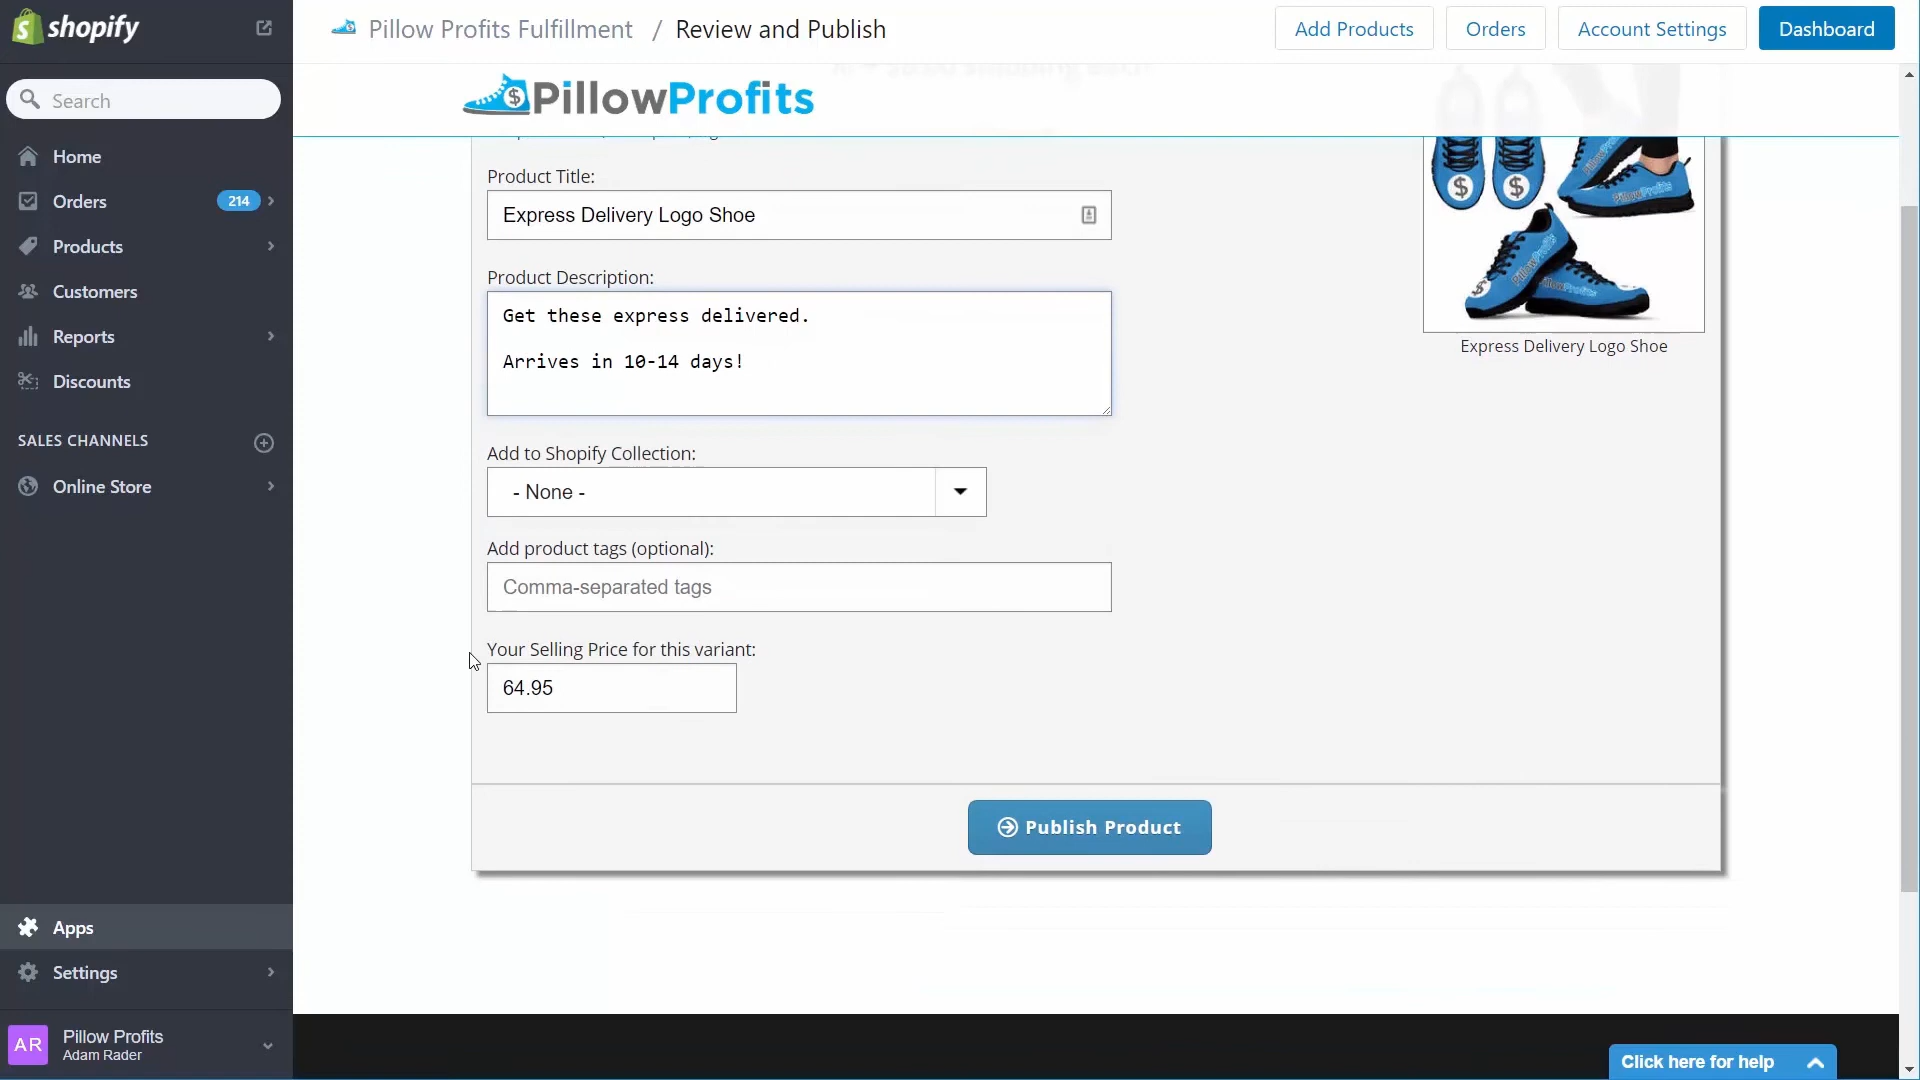 shopify
Pillow Profits Fulfillment / Review and Publish
Add Products
Orders
Account Settings
Dashboard
Search
Home
Orders 214
Products
Customers
Reports
Discounts
SALES CHANNELS
Online Store
Apps
Settings
AR
Pillow Profits
Adam Rader
$PillowProfits
Product Title:
Express Delivery Logo Shoe
Product Description:
Get these express delivered.
Arrives in 10-14 days!
Add to Shopify Collection:
- None -
Add product tags (optional):
Comma-separated tags
Your Selling Price for this variant:
64.95
Publish Product
$ $
PillowProfits
Express Delivery Logo Shoe
Click here for help